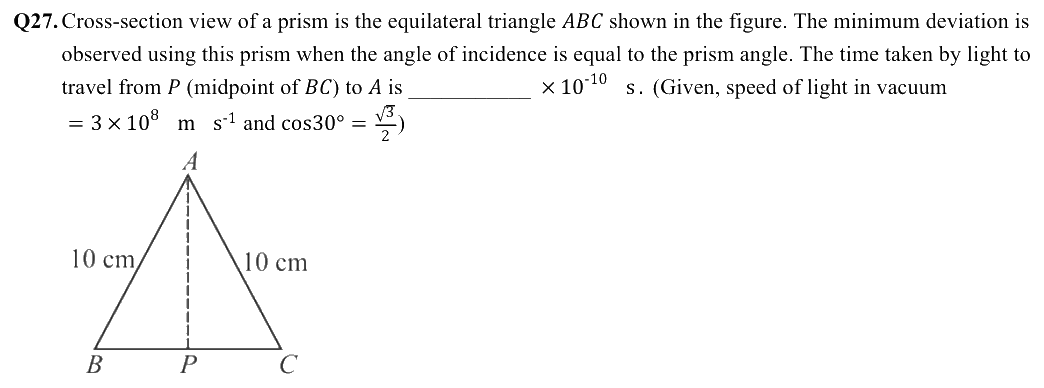 Q27. Cross-section view of a prism is the equilateral triangle ABC shown in the figure. The minimum deviation is
observed using this prism when the angle of incidence is equal to the prism angle. The time taken by light to
travel from P (midpoint of BC) to A is ____________ × 10⁻¹⁰ s. (Given, speed of light in vacuum
= 3 × 10⁸ m s⁻¹ and cos30° = √3/2)
A
10 cm 10 cm
B P C